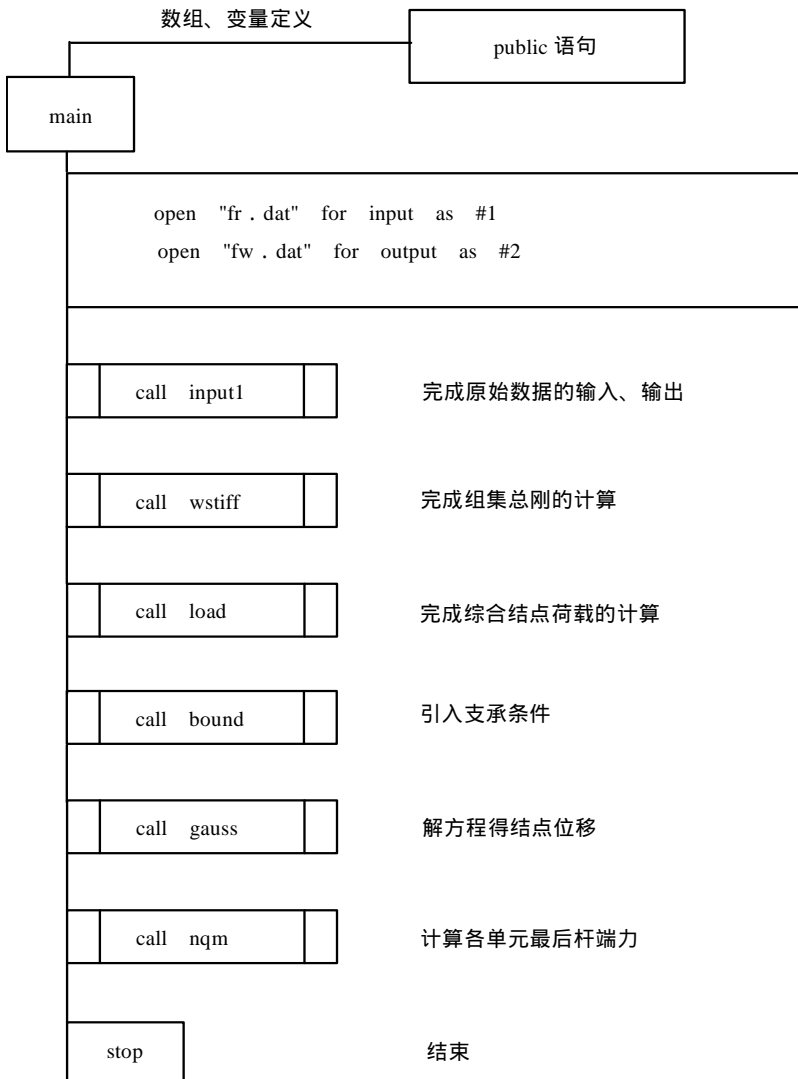 数组、变量定义
public 语句
main
open "fr . dat" for input as #1
open "fw . dat" for output as #2
call input1
完成原始数据的输入、输出
call wstiff
完成组集总刚的计算
call load
完成综合结点荷载的计算
call bound
引入支承条件
call gauss
解方程得结点位移
call nqm
计算各单元最后杆端力
stop
结束